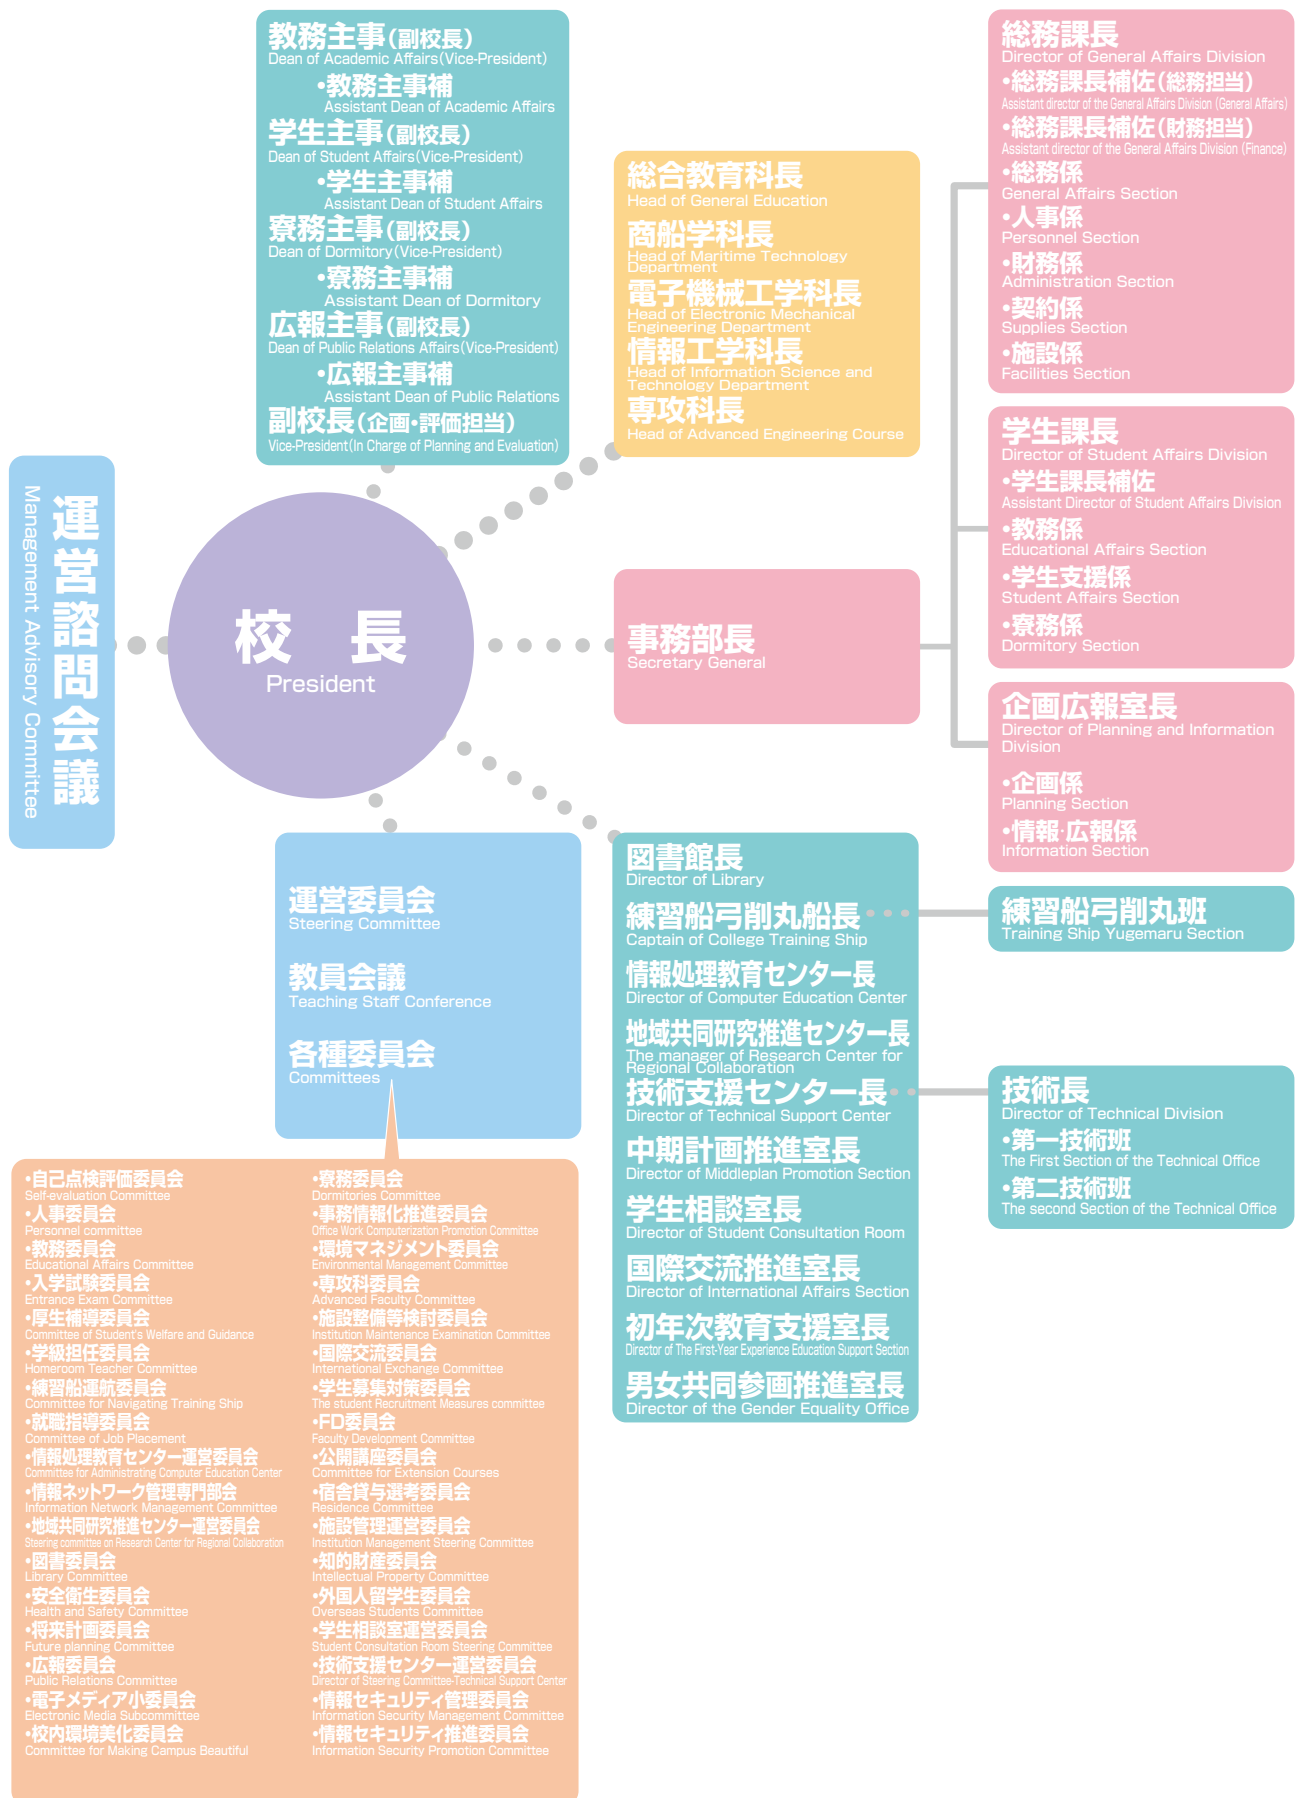 教務主事(副校長)
Dean of Academic Affairs(Vice-President)
・教務主事補
Assistant Dean of Academic Affairs
学生主事(副校長)
Dean of Student Affairs(Vice-President)
・学生主事補
Assistant Dean of Student Affairs
寮務主事(副校長)
Dean of Dormitory(Vice-President)
・寮務主事補
Assistant Dean of Dormitory
広報主事(副校長)
Dean of Public Relations Affairs(Vice-President)
・広報主事補
Assistant Dean of Public Relations
副校長(企画・評価担当)
Vice-President(In Charge of Planning and Evaluation)
総合教育科長
Head of General Education
商船学科長
Head of Maritime Technology
Department
電子機械工学科長
Head of Electronic Mechanical
Engineering Department
情報工学科長
Head of Information Science and
Technology Department
専攻科長
Head of Advanced Engineering Course
総務課長
Director of General Affairs Division
・総務課長補佐(総務担当)
Assistant director of the General Affairs Division (General Affairs)
・総務課長補佐(財務担当)
Assistant director of the General Affairs Division (Finance)
・総務係
General Affairs Section
・人事係
Personnel Section
・財務係
Administration Section
・契約係
Supplies Section
・施設係
Facilities Section
学生課長
Director of Student Affairs Division
・学生課長補佐
Assistant Director of Student Affairs Division
・教務係
Educational Affairs Section
・学生支援係
Student Affairs Section
・寮務係
Dormitory Section
運営諮問会議
Management Advisory Committee
校 長
President
事務部長
Secretary General
企画広報室長
Director of Planning and Information
Division
・企画係
Planning Section
・情報・広報係
Information Section
運営委員会
Steering Committee
教員会議
Teaching Staff Conference
各種委員会
Committees
図書館長
Director of Library
練習船弓削丸船長
Captain of College Training Ship
情報処理教育センター長
Director of Computer Education Center
地域共同研究推進センター長
The manager of Research Center for
Regional Collaboration
技術支援センター長
Director of Technical Support Center
中期計画推進室長
Director of Middleplan Promotion Section
学生相談室長
Director of Student Consultation Room
国際交流推進室長
Director of International Affairs Section
初年次教育支援室長
Director of The First-Year Experience Education Support Section
男女共同参画推進室長
Director of the Gender Equality Office
練習船弓削丸班
Training Ship Yugemaru Section
技術長
Director of Technical Division
・第一技術班
The First Section of the Technical Office
・第二技術班
The second Section of the Technical Office
・自己点検評価委員会
Self-evaluation Committee
・人事委員会
Personnel committee
・教務委員会
Educational Affairs Committee
・入学試験委員会
Entrance Exam Committee
・厚生補導委員会
Committee of Student's Welfare and Guidance
・学級担任委員会
Homeroom Teacher Committee
・練習船運航委員会
Committee for Navigating Training Ship
・就職指導委員会
Committee of Job Placement
・情報処理教育センター運営委員会
Committee for Administrating Computer Education Center
・情報ネットワーク管理専門部会
Information Network Management Committee
・地域共同研究推進センター運営委員会
Steering committee on Research Center for Regional Collaboration
・図書委員会
Library Committee
・安全衛生委員会
Health and Safety Committee
・将来計画委員会
Future planning Committee
・広報委員会
Public Relations Committee
・電子メディア小委員会
Electronic Media Subcommittee
・校内環境美化委員会
Committee for Making Campus Beautiful
・寮務委員会
Dormitories Committee
・事務情報化推進委員会
Office Work Computerization Promotion Committee
・環境マネジメント委員会
Environmental Management Committee
・専攻科委員会
Advanced Faculty Committee
・施設整備等検討委員会
Institution Maintenance Examination Committee
・国際交流委員会
International Exchange Committee
・学生募集対策委員会
The student Recruitment Measures committee
・FD委員会
Faculty Development Committee
・公開講座委員会
Committee for Extension Courses
・宿舎貸与選考委員会
Residence Committee
・施設管理運営委員会
Institution Management Steering Committee
・知的財産委員会
Intellectual Property Committee
・外国人留学生委員会
Overseas Students Committee
・学生相談室運営委員会
Student Consultation Room Steering Committee
・技術支援センター運営委員会
Director of Steering Committee-Technical Support Center
・情報セキュリティ管理委員会
Information Security Management Committee
・情報セキュリティ推進委員会
Information Security Promotion Committee